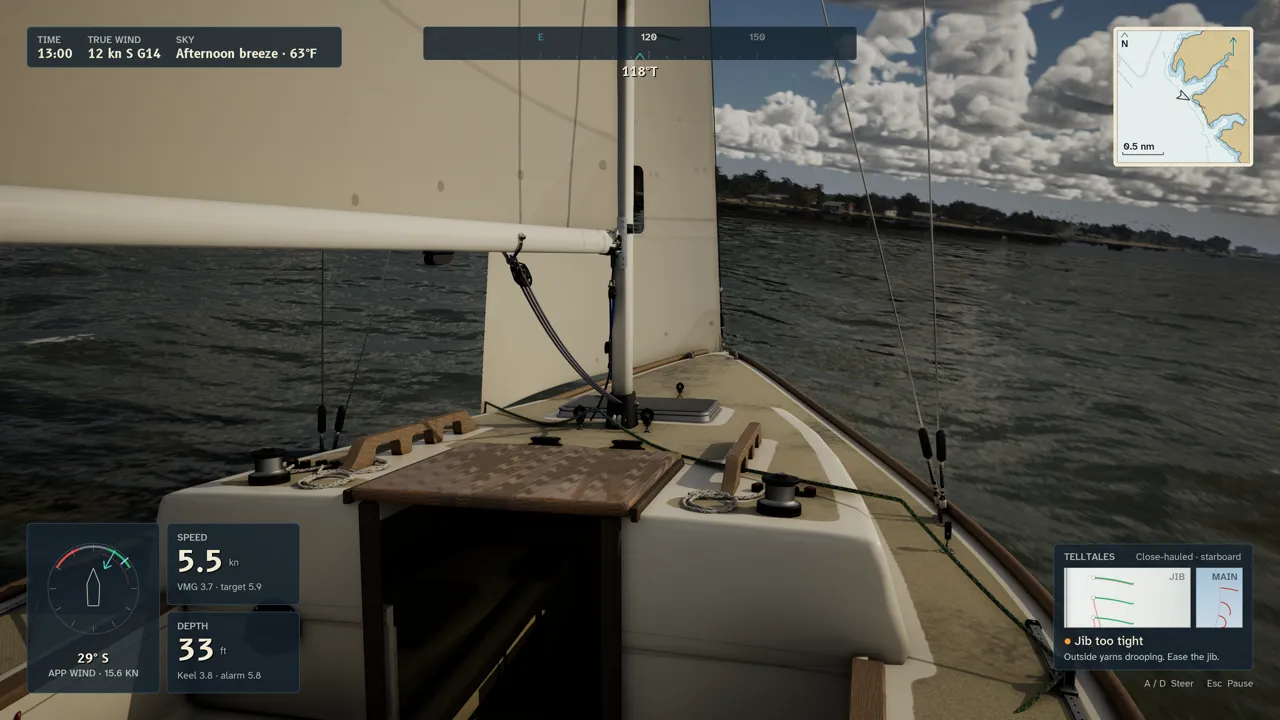 TIME
13:00
TRUE WIND
12 kn S G14
SKY
Afternoon breeze · 63°F
E
120
150
118°T
N
0.5 nm
SPEED
5.5 kn
VMG 3.7 · target 5.9
DEPTH
33 ft
Keel 3.8 · alarm 5.8
29° S
APP WIND · 15.6 KN
TELLTALES
Close-hauled · starboard
JIB
MAIN
Jib too tight
Outside yarns drooping. Ease the jib.
A / D Steer
Esc Pause